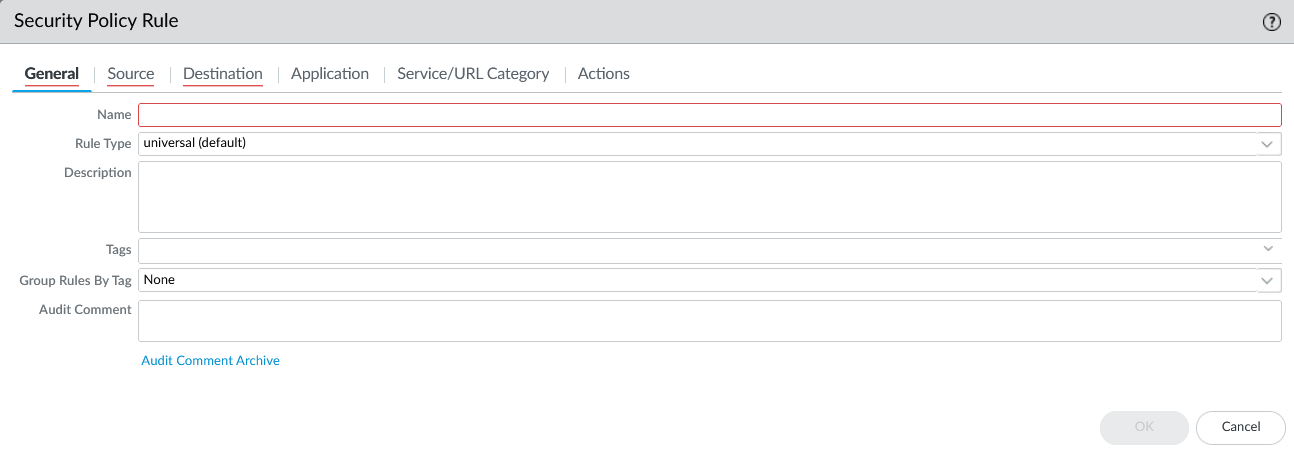 Security Policy Rule
General Source Destination Application Service/URL Category Actions
Name
Rule Type universal (default)
Description
Tags
Group Rules By Tag None
Audit Comment
Audit Comment Archive
OK Cancel